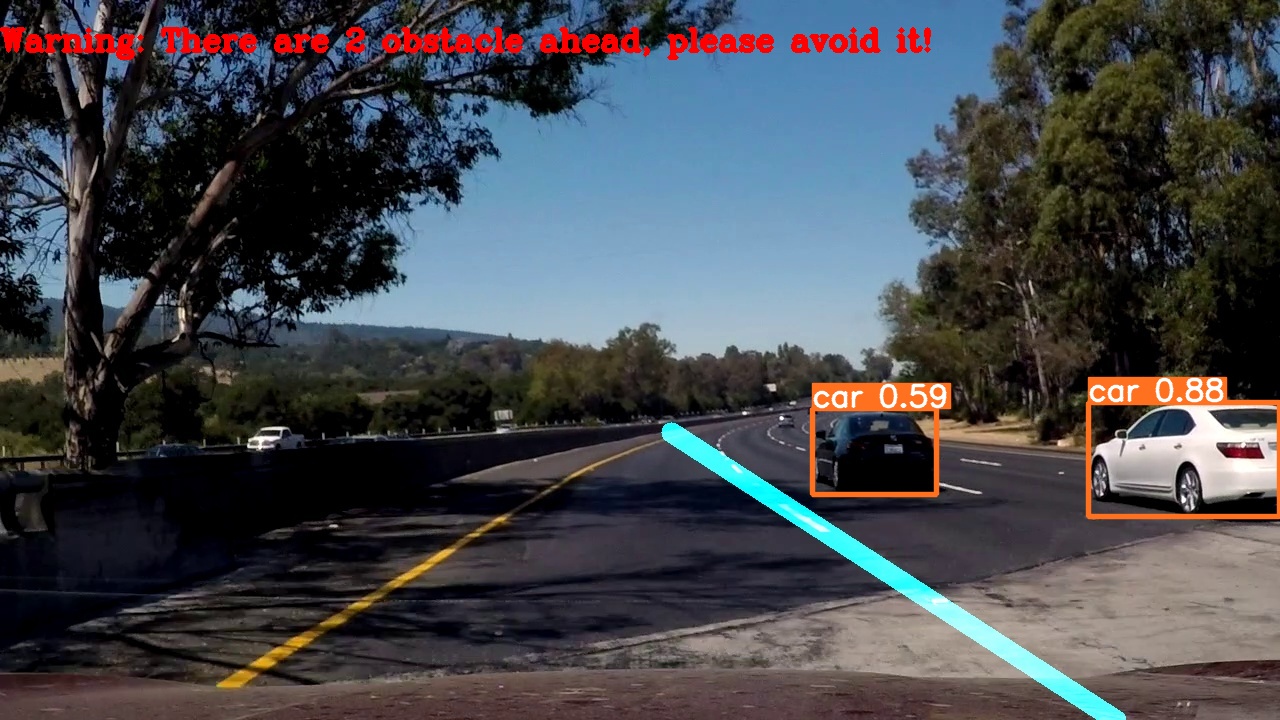 Warning: There are 2 obstacle ahead, please avoid it!
car 0.59
car 0.88